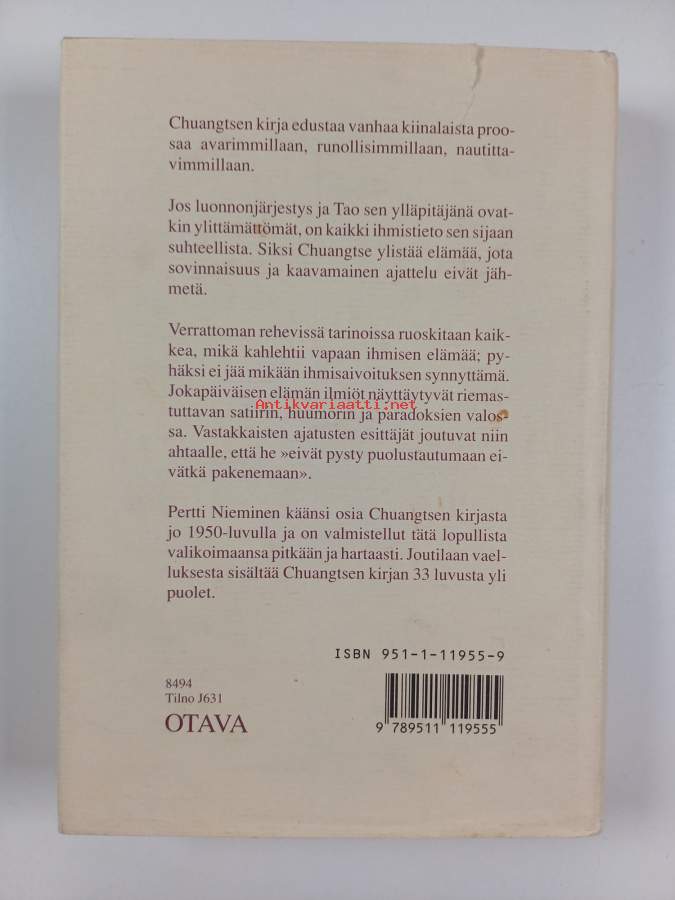 Chuangtsen kirja edustaa vanhaa kiinalaista proo-
saa avarimmillaan, runollisimmillaan, nautitta-
vimmillaan.
Jos luonnonjärjestys ja Tao sen ylläpitäjänä ovat-
kin ylittämättömät, on kaikki ihmistieto sen sijaan
suhteellista. Siksi Chuangtse ylistää elämää, jota
sovinnaisuus ja kaavamainen ajattelu eivät jäh-
metä.
Verrattoman rehevissä tarinoissa ruoskitaan kaik-
kea, mikä kahlehtii vapaan ihmisen elämää; py-
häksi ei jää mikään ihmisaivoituksen synnyttämä.
Jokapäiväisen elämän ilmiöt näyttäytyvät riemas-
Antikvariaatti.net
tuttavan satiirin, huumorin ja paradoksien valos-
sa. Vastakkaisten ajatusten esittäjät joutuvat niin
ahtaalle, että he »eivät pysty puolustautumaan ei-
vätkä pakenemaan».
Pertti Nieminen käänsi osia Chuangtsen kirjasta
jo 1950-luvulla ja on valmistellut tätä lopullista
valikoimaansa pitkään ja hartaasti. Joutilaan vael-
luksesta sisältää Chuangtsen kirjan 33 luvusta yli
puolet.
ISBN 951-1-11955-9
8494
Tilno J631
OTAVA
9 789511 119555